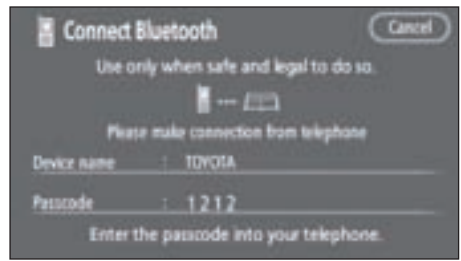 Connect Bluetooth
Cancel
Use only when safe and legal to do so.
Please make connection from telephone
Device name : TOYOTA
Passcode : 1212
Enter the passcode into your telephone.